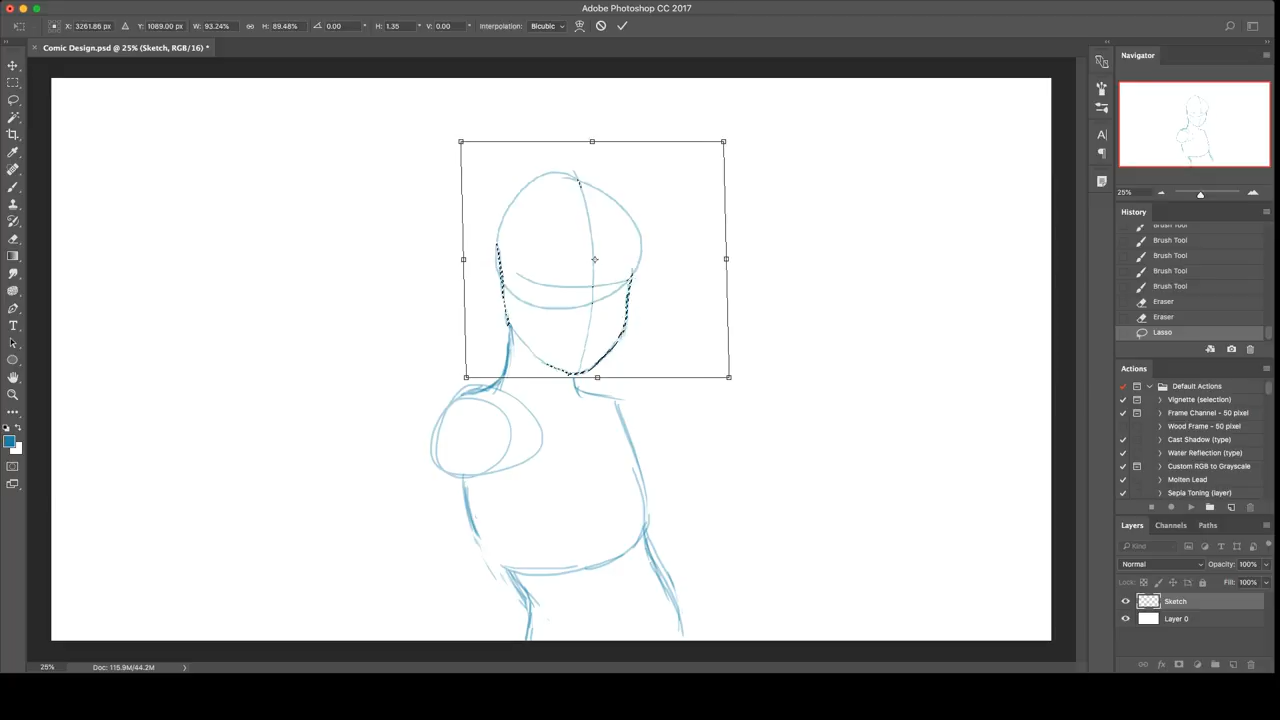 Adobe Photoshop CC 2017
X: 3261.86 px Y: 1089.00 px W: 93.24% H: 89.48% 0.00 ° H: 1.35 ° V: 0.00 ° Interpolation: Bicubic
× Comic Design.psd @ 25% (Sketch, RGB/16) *
Navigator
25%
History
Brush Tool
Brush Tool
Brush Tool
Brush Tool
Brush Tool
Eraser
Eraser
Lasso
Actions
Default Actions
Vignette (selection)
Frame Channel - 50 pixel
Wood Frame - 50 pixel
Cast Shadow (type)
Water Reflection (type)
Custom RGB to Grayscale
Molten Lead
Sepia Toning (layer)
Layers Channels Paths
Kind
Normal Opacity: 100%
Lock: Fill: 100%
Sketch
Layer 0
25% Doc: 115.9M/44.2M